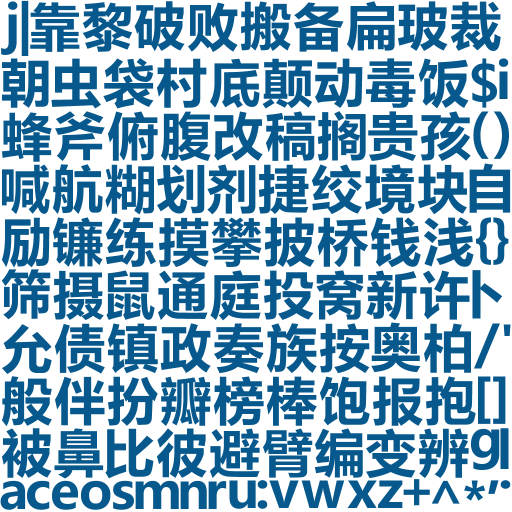 j|靠黎破败搬备扁玻裁
朝虫袋村底颠动毒饭$i
蜂斧俯腹改稿搁贵孩()
喊航糊划剂捷绞境块自
励镰练摸攀披桥钱浅{}
筛摄鼠通庭投窝新许卜
允债镇政奏族按奥柏/'
般伴扮瓣榜棒饱报抱[]
被鼻比彼避臂编变辨gl
aceosmnru:vwxz+^*"·